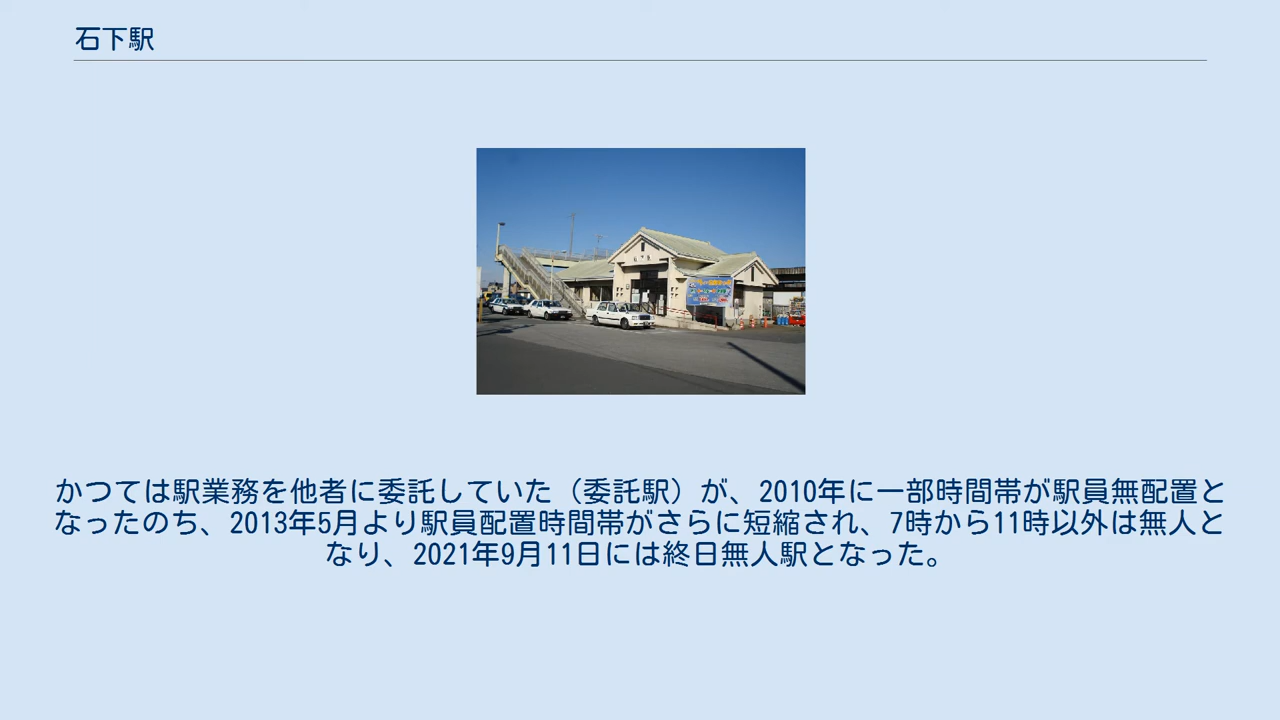 石下駅
かつては駅業務を他者に委託していた（委託駅）が、2010年に一部時間帯が駅員無配置と
なったのち、2013年5月より駅員配置時間帯がさらに短縮され、7時から11時以外は無人と
なり、2021年9月11日には終日無人駅となった。